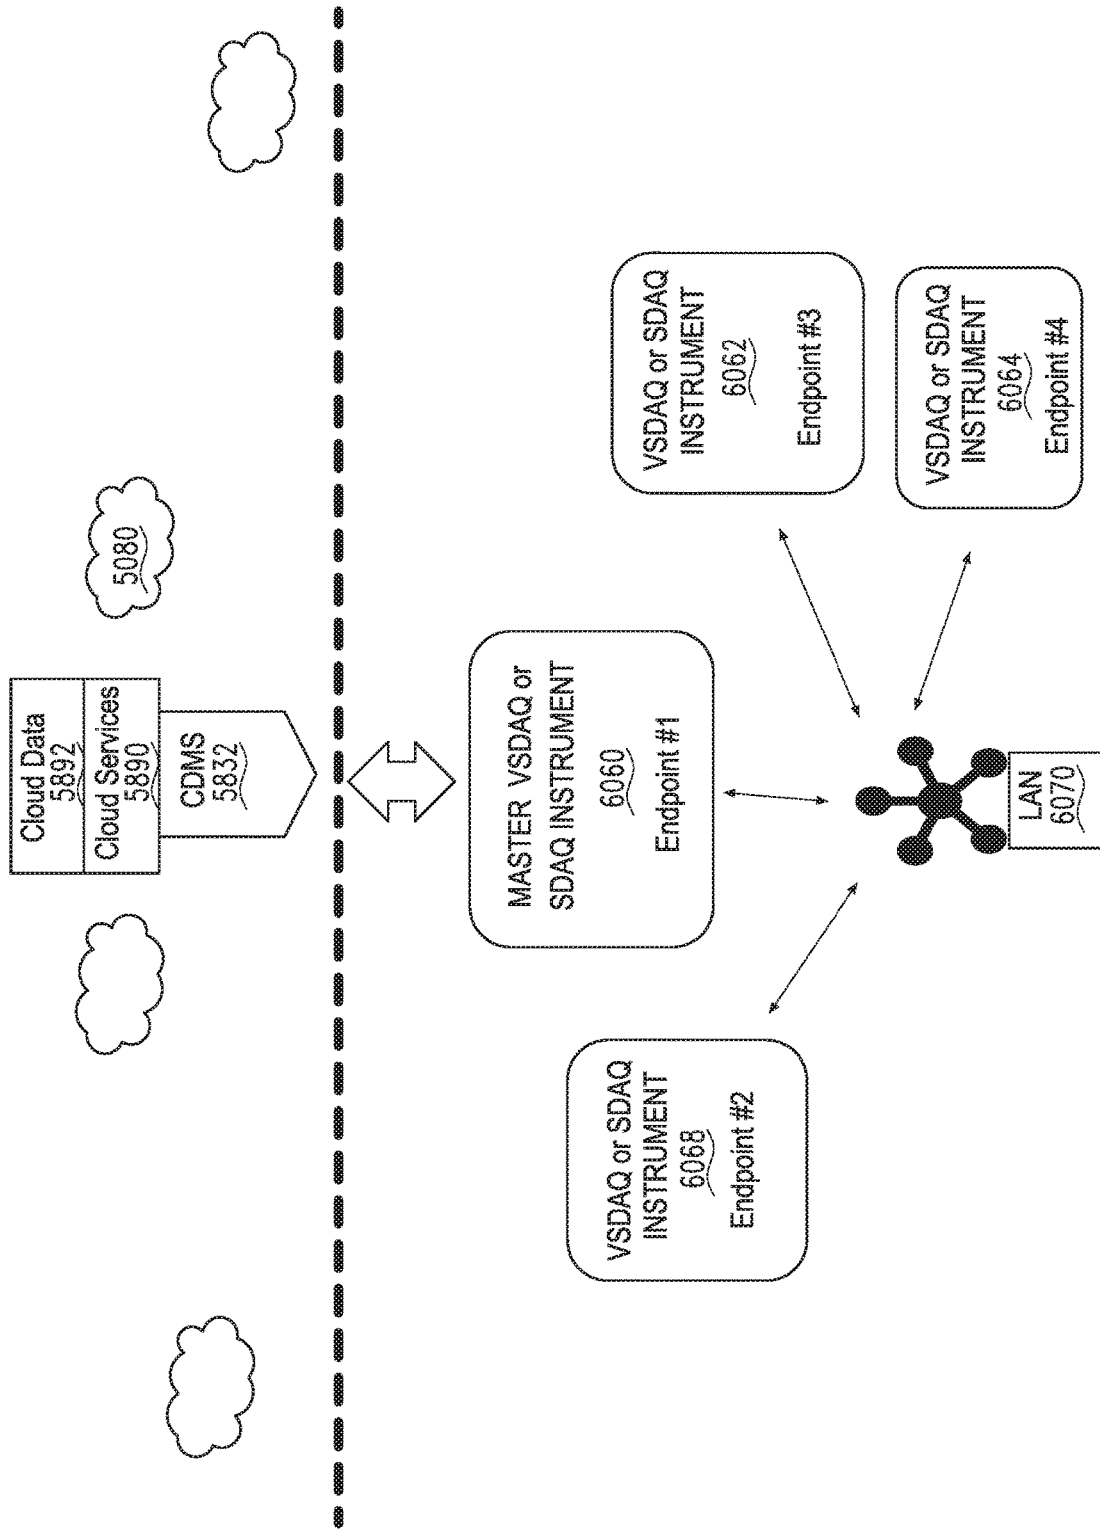 Cloud Data
5892
Cloud Services
5890
CDMS
5832
5080
MASTER VSDAQ or
SDAQ INSTRUMENT
6060
Endpoint #1
VSDAQ or SDAQ
INSTRUMENT
6068
Endpoint #2
VSDAQ or SDAQ
INSTRUMENT
6062
Endpoint #3
VSDAQ or SDAQ
INSTRUMENT
6064
Endpoint #4
LAN
6070